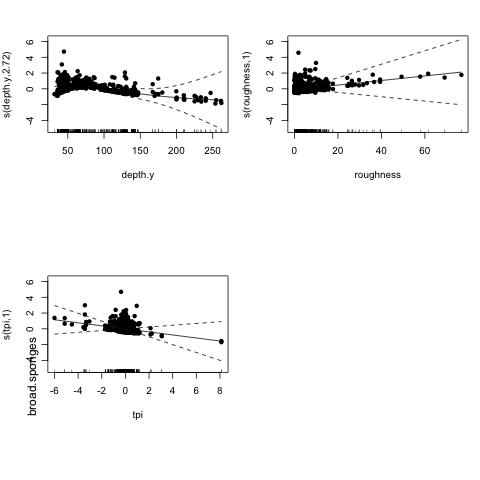 s(depth.y,2.72)
-4 0 2 4 6
50 100 150 200 250
depth.y
s(roughness,1)
-4 0 2 4 6
0 20 40 60
roughness
s(tpi,1)
-4 0 2 4 6
-6 -4 -2 0 2 4 6 8
tpi
broad.sponges